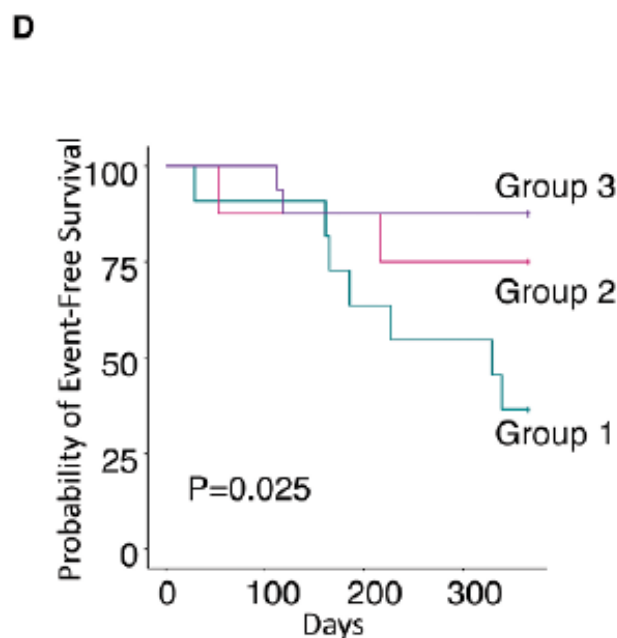 D
Probability of Event-Free Survival
100
75
50
25
0
Group 3
Group 2
Group 1
P=0.025
0 100 200 300
Days